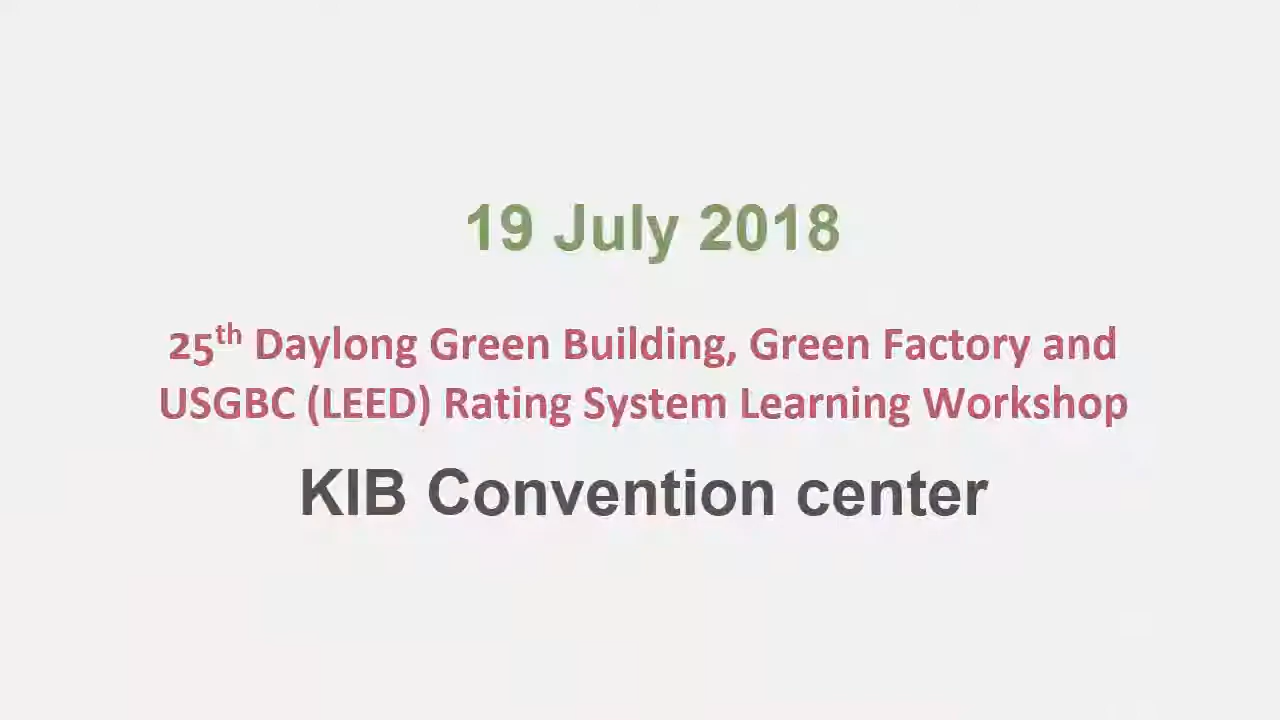 19 July 2018
25th Daylong Green Building, Green Factory and
USGBC (LEED) Rating System Learning Workshop
KIB Convention center